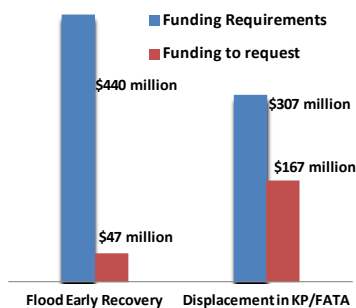 Funding Requirements
Funding to request
$440 million
$307 million
$167 million
$47 million
Flood Early Recovery
Displacement in KP/FATA